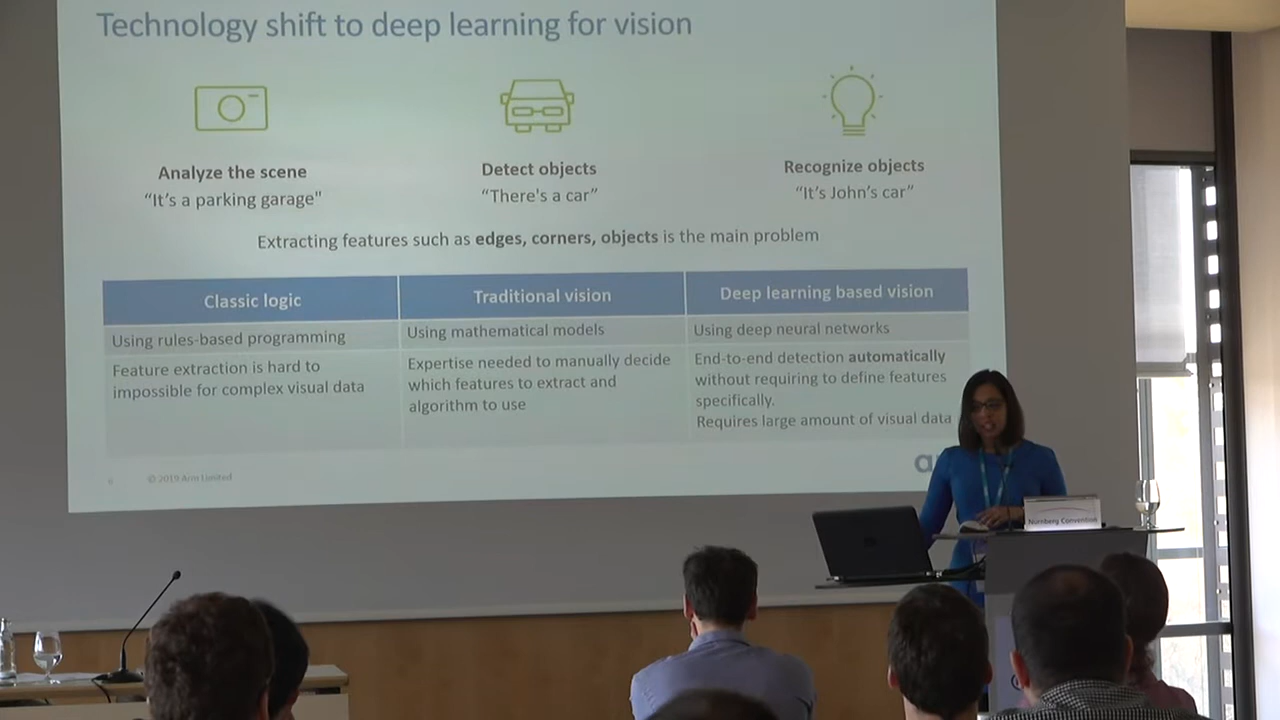 Technology shift to deep learning for vision
Analyze the scene
“It’s a parking garage"
Detect objects
“There's a car”
Recognize objects
“It’s John’s car”
Extracting features such as edges, corners, objects is the main problem
Classic logic
Traditional vision
Deep learning based vision
Using rules-based programming
Using mathematical models
Using deep neural networks
Feature extraction is hard to
impossible for complex visual data
Expertise needed to manually decide
which features to extract and
algorithm to use
End-to-end detection automatically
without requiring to define features
specifically.
Requires large amount of visual data
© 2019 Arm Limited
Nürnberg Convention